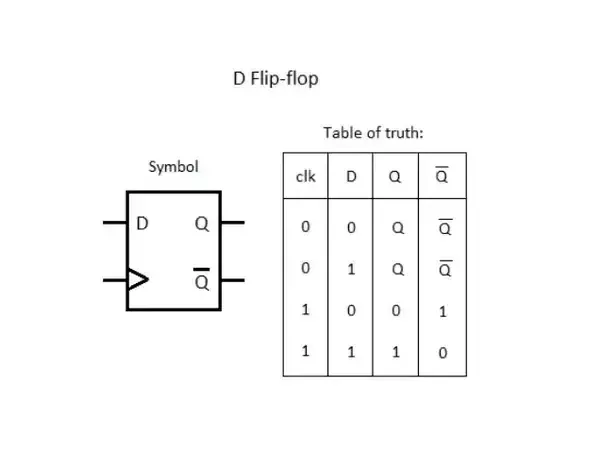 D Flip-flop
Symbol
D Q
Q̅
Table of truth:
clk D Q Q̅
0 0 Q Q̅
0 1 Q Q̅
1 0 0 1
1 1 1 0